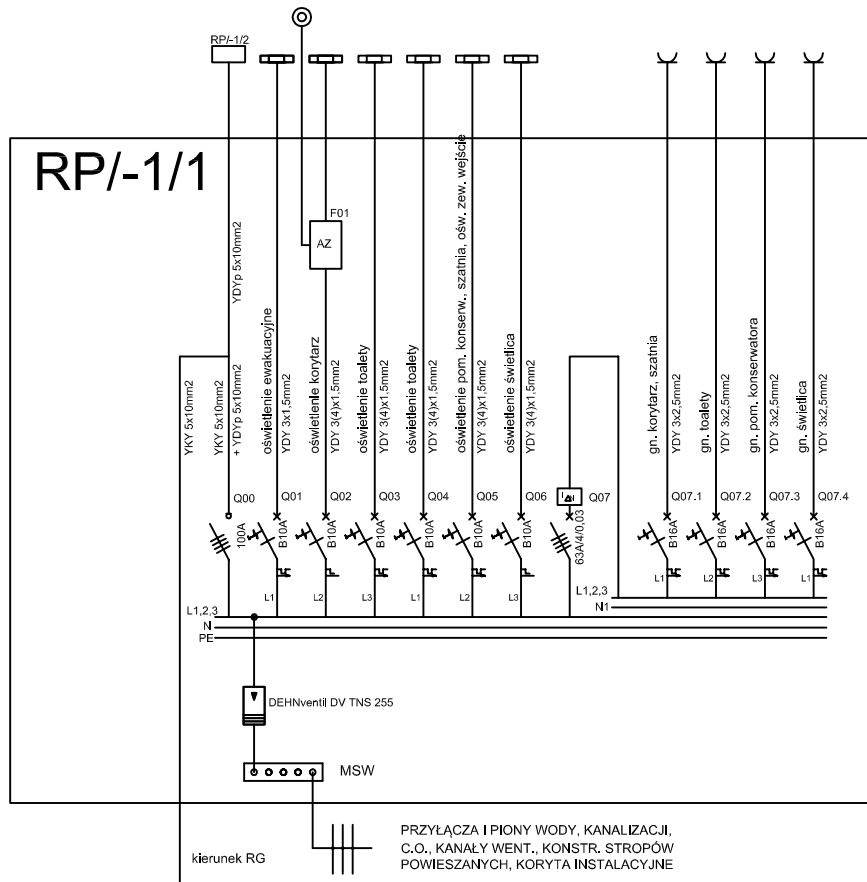 RP/-1/2
RP/-1/1
F01
AZ
YDYp 5x10mm2
YKY 5x10mm2
YKY 5x10mm2
+ YDYp 5x10mm2
oświetlenie ewakuacyjne
YDY 3x1,5mm2
oświetlenie korytarz
YDY 3(4)x1,5mm2
oświetlenie toalety
YDY 3(4)x1,5mm2
oświetlenie toalety
YDY 3(4)x1,5mm2
oświetlenie pom. konserw., szatnia, ośw. zew. wejście
YDY 3(4)x1,5mm2
oświetlenie świetlica
YDY 3(4)x1,5mm2
gn. korytarz, szatnia
YDY 3x2,5mm2
gn. toalety
YDY 3x2,5mm2
gn. pom. konserwatora
YDY 3x2,5mm2
gn. świetlica
YDY 3x2,5mm2
Q00
Q01
Q02
Q03
Q04
Q05
Q06
Q07
Q07.1
Q07.2
Q07.3
Q07.4
100A
B10A
B10A
B10A
B10A
B10A
B10A
63A/4/0,03
B16A
B16A
B16A
B16A
L1
L2
L3
L1
L2
L3
L1
L2
L3
L1
L1,2,3
N1
L1,2,3
N
PE
DEHNventil DV TNS 255
MSW
kierunek RG
PRZYŁĄCZA I PIONY WODY, KANALIZACJI,
C.O., KANAŁY WENT., KONSTR. STROPÓW
POWIESZANYCH, KORYTA INSTALACYJNE